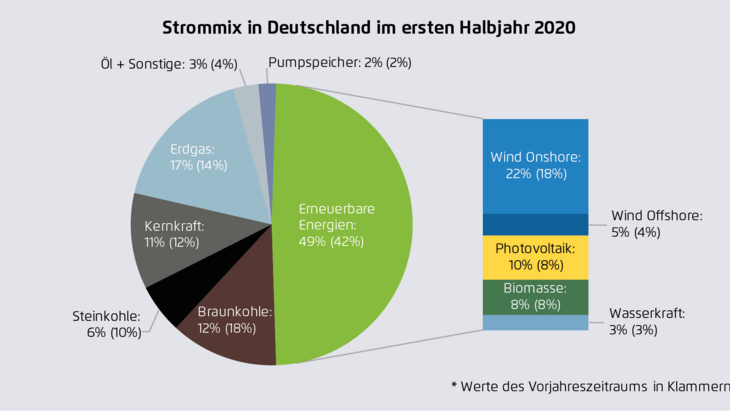 Strommix in Deutschland im ersten Halbjahr 2020
Öl + Sonstige: 3% (4%)
Pumpspeicher: 2% (2%)
Erdgas:
17% (14%)
Kernkraft:
11% (12%)
Steinkohle:
6% (10%)
Braunkohle:
12% (18%)
Erneuerbare
Energien:
49% (42%)
Wind Onshore:
22% (18%)
Wind Offshore:
5% (4%)
Photovoltaik:
10% (8%)
Biomasse:
8% (8%)
Wasserkraft:
3% (3%)
* Werte des Vorjahreszeitraums in Klammern